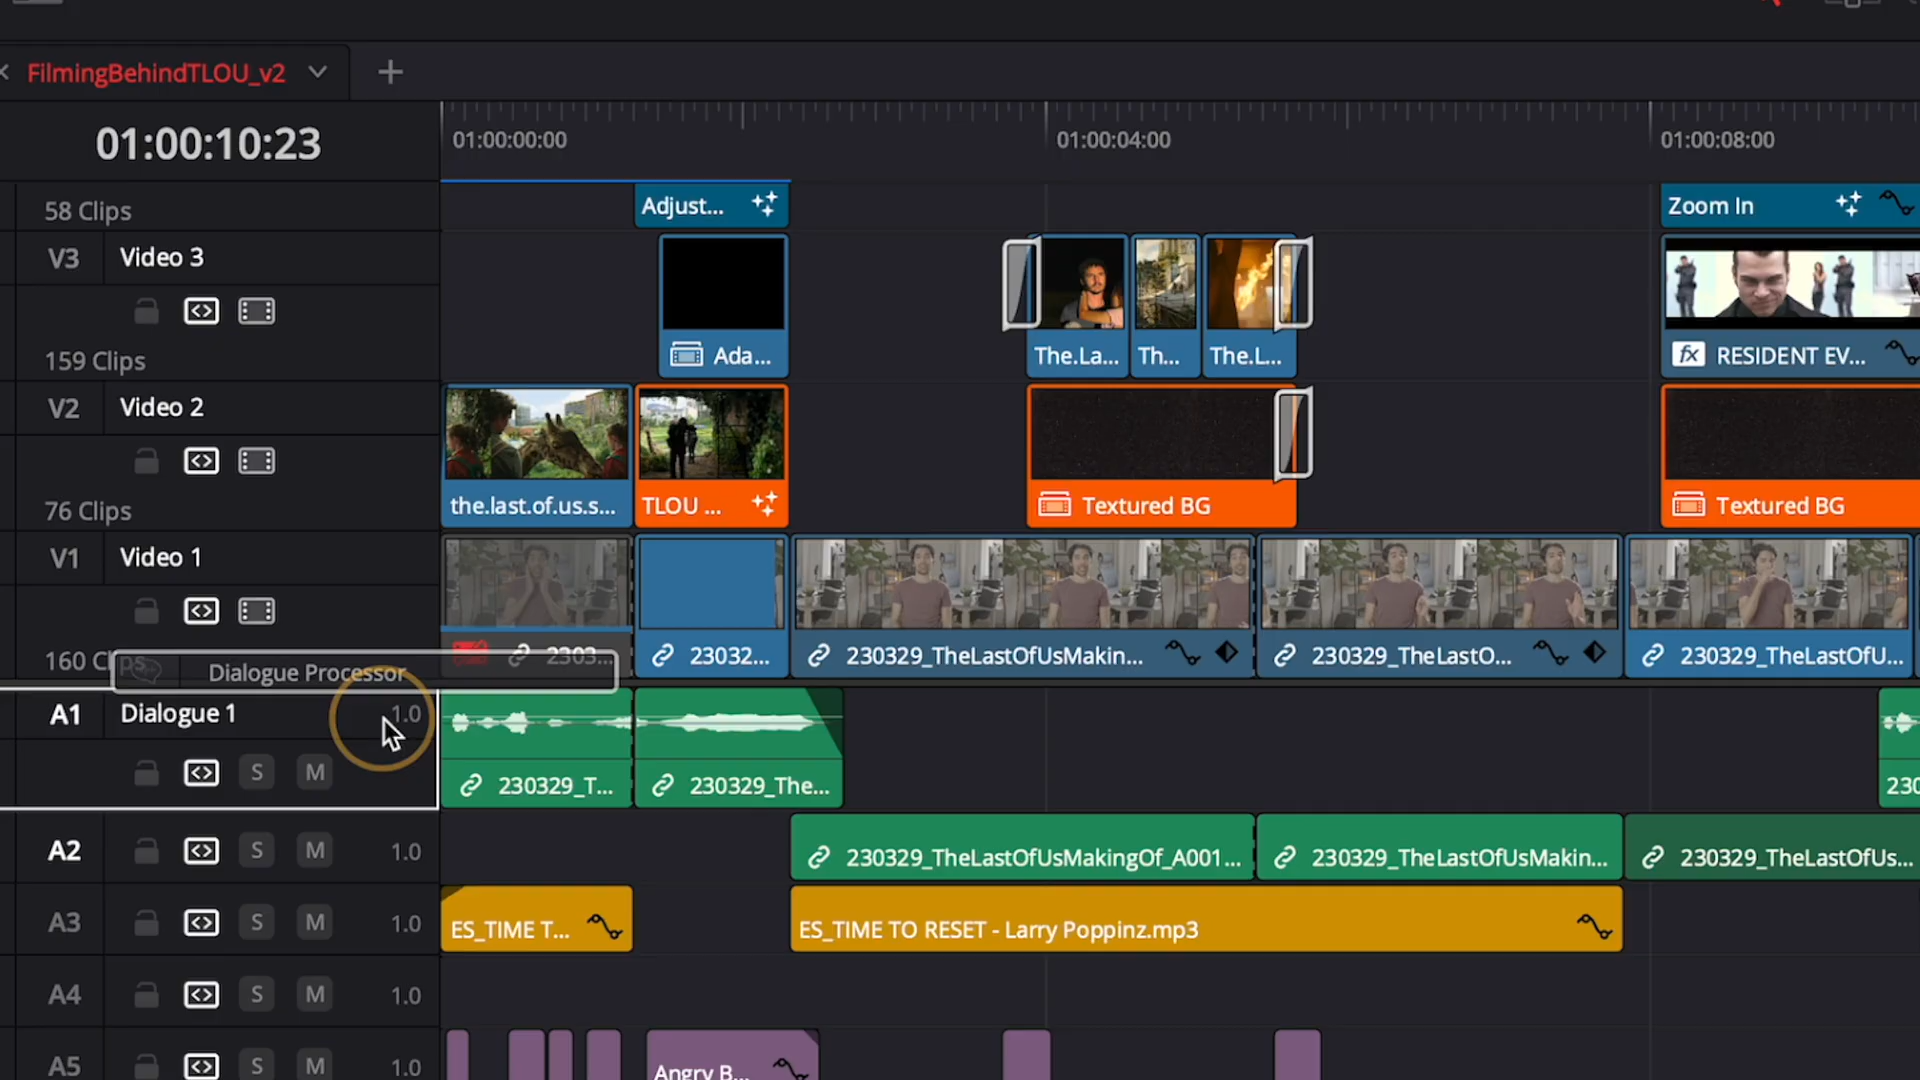 FilmingBehindTLOU_v2
01:00:10:23
01:00:00:00
01:00:04:00
01:00:08:00
58 Clips
Adjust...
Zoom In
V3 Video 3
159 Clips
Ada...
The.La...
Th...
The.L...
fx RESIDENT EV...
V2 Video 2
76 Clips
the.last.of.us.s...
TLOU ...
Textured BG
Textured BG
V1 Video 1
160 Clips
2303...
23032...
230329_TheLastOfUsMakin...
230329_TheLastO...
230329_TheLastOfU...
Dialogue Processor
A1 Dialogue 1 1.0
S M
230329_T...
230329_The...
230
A2 S M 1.0
230329_TheLastOfUsMakingOf_A001...
230329_TheLastOfUsMakin...
230329_TheLastOfUs...
A3 S M 1.0
ES_TIME T...
ES_TIME TO RESET - Larry Poppinz.mp3
A4 S M 1.0
A5 S M 1.0
Angry B...